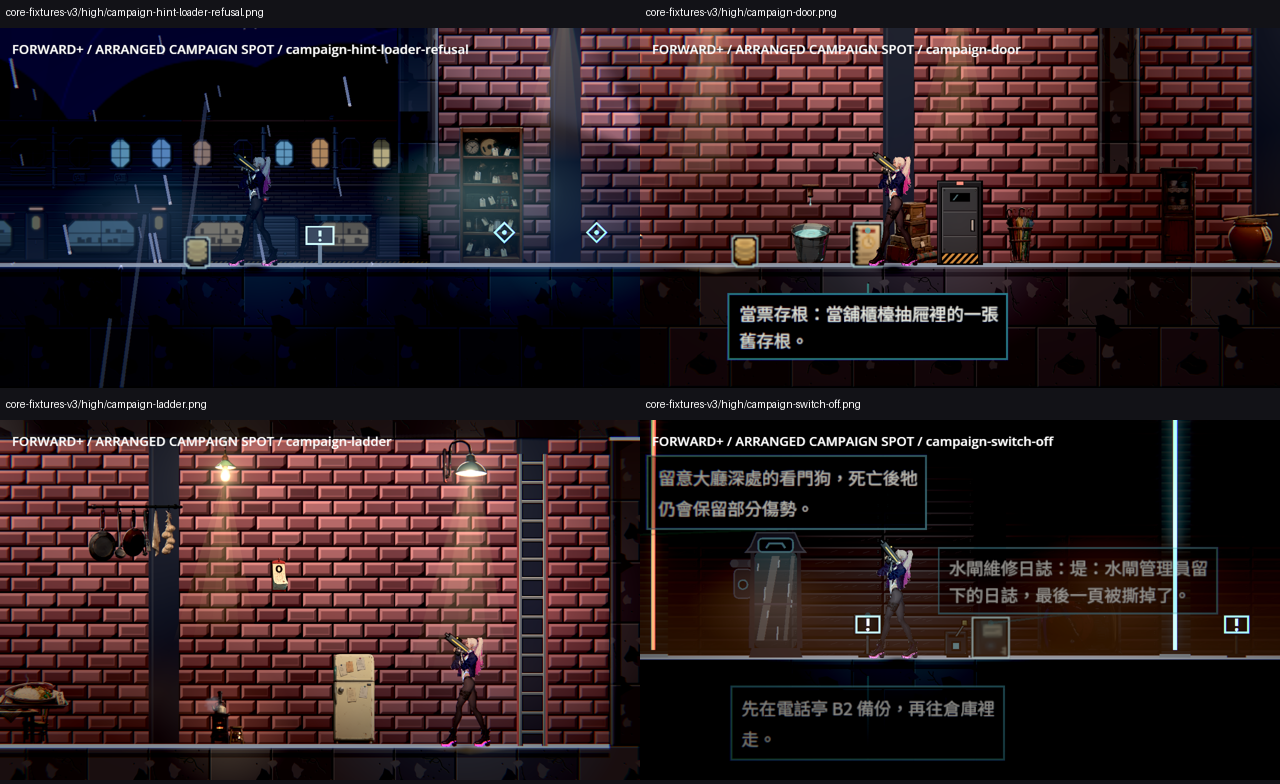 core-fixtures-v3/high/campaign-hint-loader-refusal.png
FORWARD+ / ARRANGED CAMPAIGN SPOT / campaign-hint-loader-refusal
!
core-fixtures-v3/high/campaign-door.png
FORWARD+ / ARRANGED CAMPAIGN SPOT / campaign-door
當票存根：當舖櫃檯抽屜裡的一張
舊存根。
core-fixtures-v3/high/campaign-ladder.png
FORWARD+ / ARRANGED CAMPAIGN SPOT / campaign-ladder
core-fixtures-v3/high/campaign-switch-off.png
FORWARD+ / ARRANGED CAMPAIGN SPOT / campaign-switch-off
留意大廳深處的看門狗，死亡後牠
仍會保留部分傷勢。
水閘維修日誌：堤：水閘管理員留
下的日誌，最後一頁被撕掉了。
!
!
先在電話亭 B2 備份，再往倉庫裡
走。